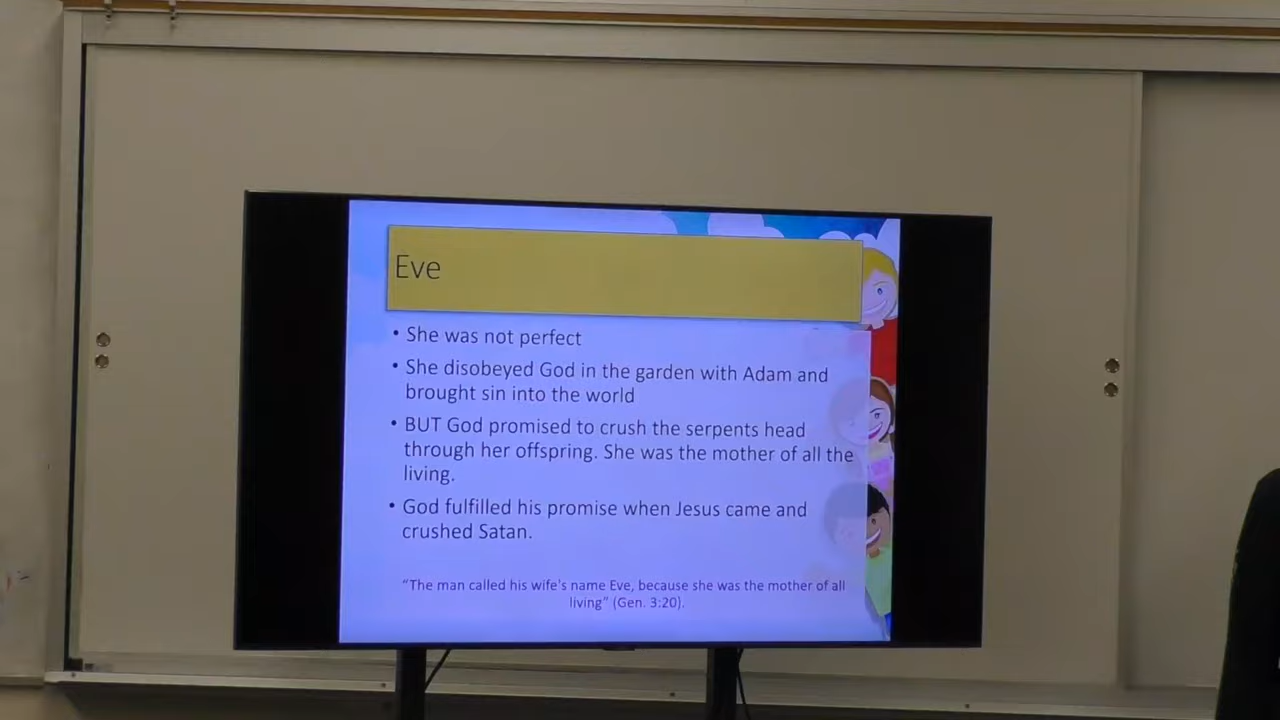 Eve
• She was not perfect
• She disobeyed God in the garden with Adam and
brought sin into the world
• BUT God promised to crush the serpents head
through her offspring. She was the mother of all the
living.
• God fulfilled his promise when Jesus came and
crushed Satan.
“The man called his wife's name Eve, because she was the mother of all
living” (Gen. 3:20).